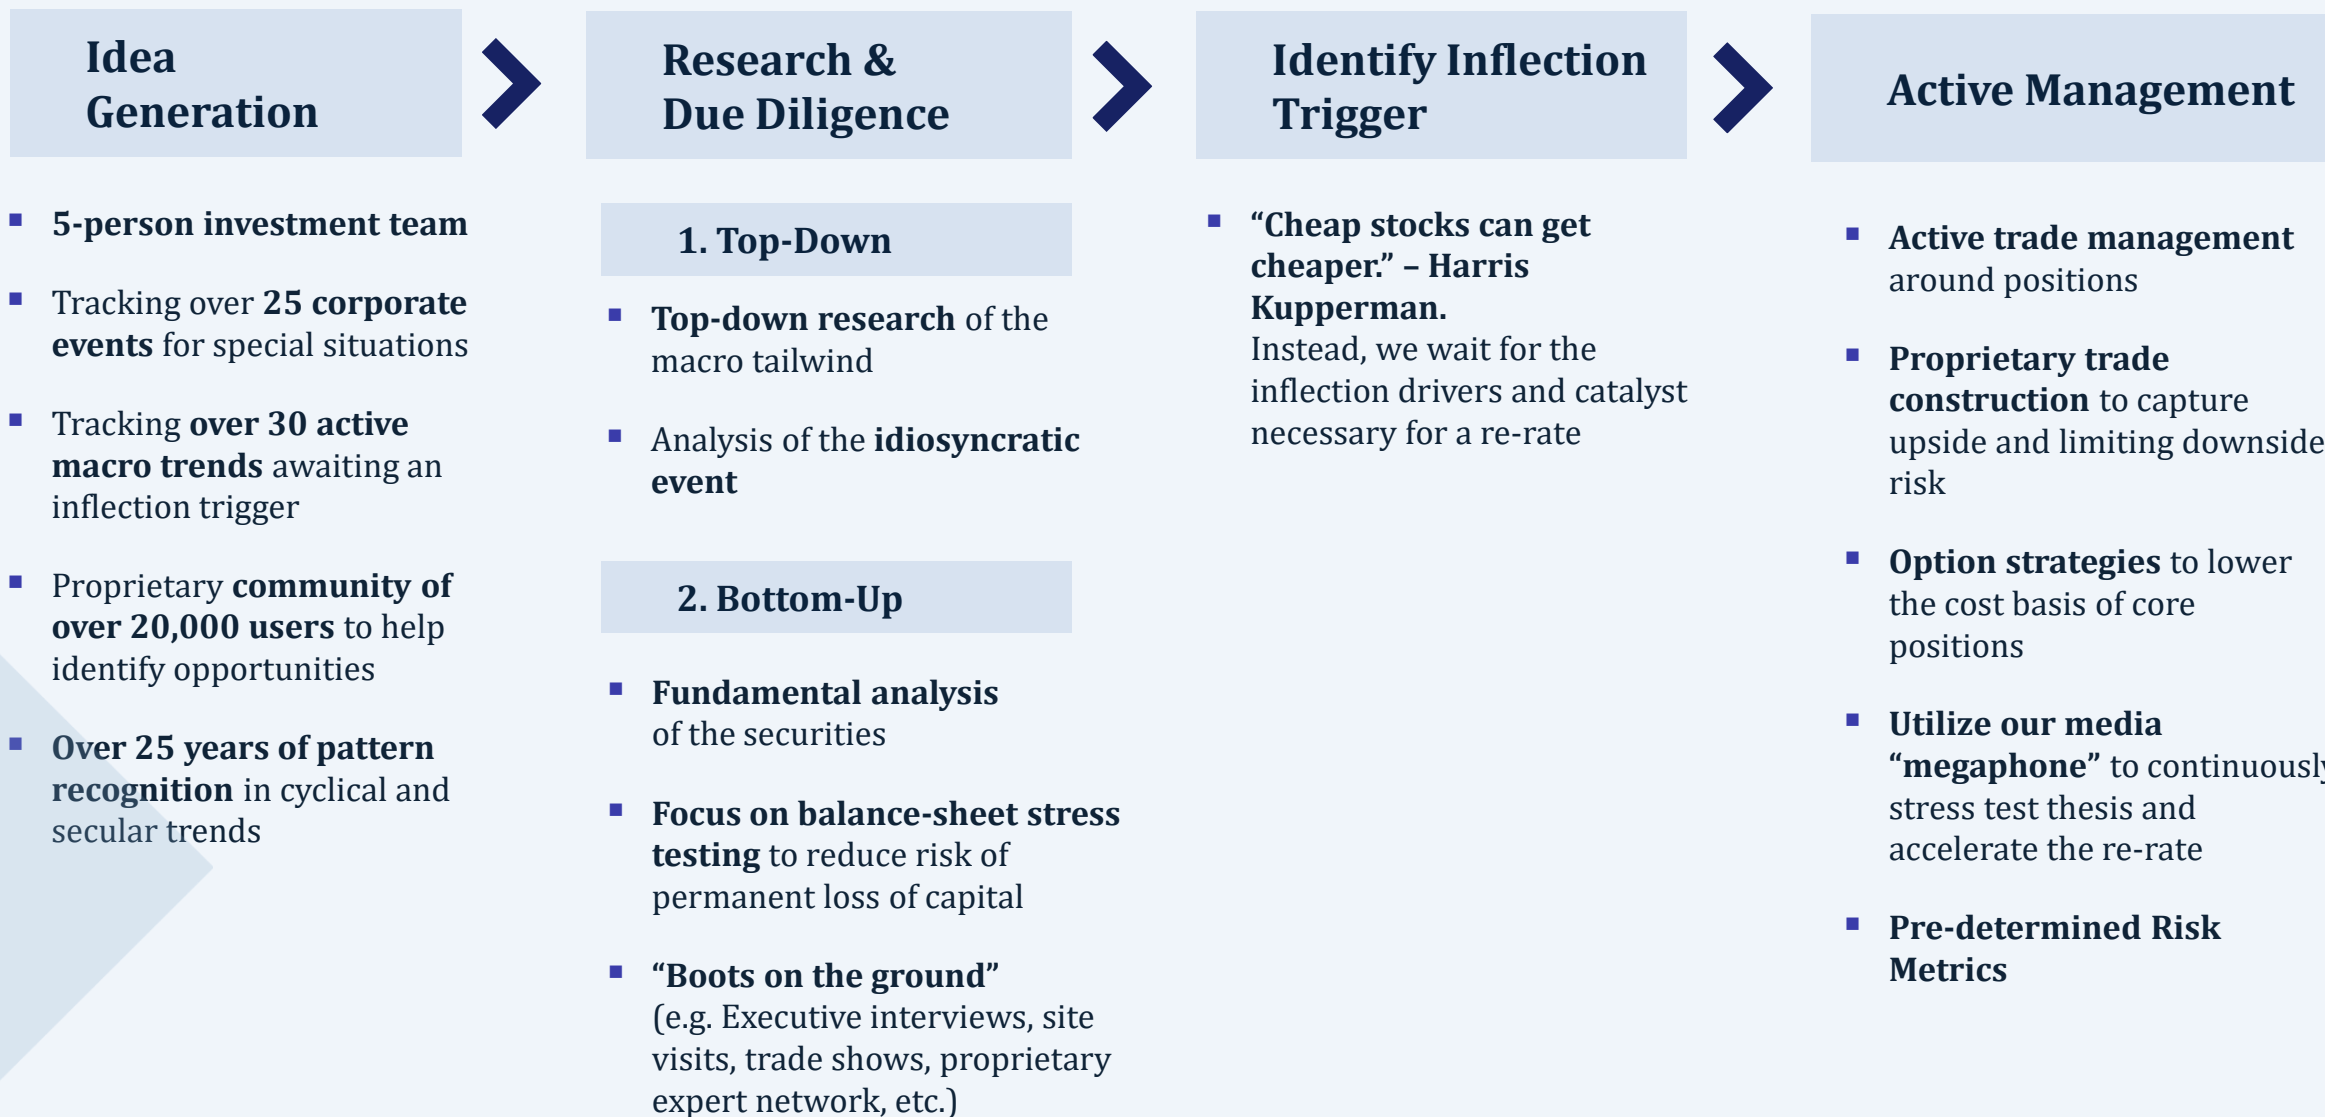 Idea
Generation
Research &
Due Diligence
Identify Inflection
Trigger
Active Management
5-person investment team
Tracking over 25 corporate
events for special situations
Tracking over 30 active
macro trends awaiting an
inflection trigger
Proprietary community of
over 20,000 users to help
identify opportunities
Over 25 years of pattern
recognition in cyclical and
secular trends
1. Top-Down
Top-down research of the
macro tailwind
Analysis of the idiosyncratic
event
2. Bottom-Up
Fundamental analysis
of the securities
Focus on balance-sheet stress
testing to reduce risk of
permanent loss of capital
“Boots on the ground”
(e.g. Executive interviews, site
visits, trade shows, proprietary
expert network, etc.)
“Cheap stocks can get
cheaper.” – Harris
Kupperman.
Instead, we wait for the
inflection drivers and catalyst
necessary for a re-rate
Active trade management
around positions
Proprietary trade
construction to capture
upside and limiting downside
risk
Option strategies to lower
the cost basis of core
positions
Utilize our media
“megaphone” to continuously
stress test thesis and
accelerate the re-rate
Pre-determined Risk
Metrics